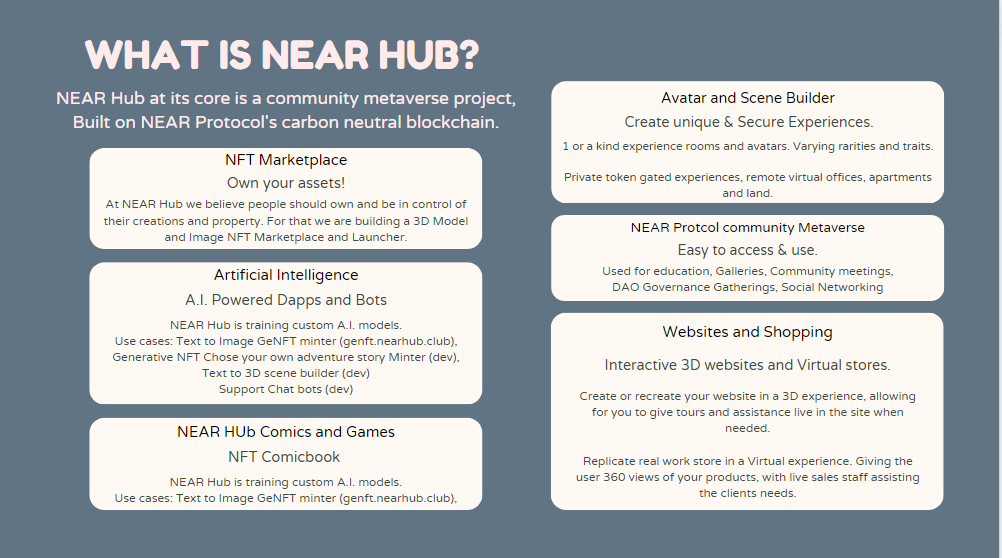 WHAT IS NEAR HUB?
NEAR Hub at its core is a community metaverse project,
Built on NEAR Protocol's carbon neutral blockchain.
NFT Marketplace
Own your assets!
At NEAR Hub we believe people should own and be in control of
their creations and property. For that we are building a 3D Model
and Image NFT Marketplace and Launcher.
Artificial Intelligence
A.I. Powered Dapps and Bots
NEAR Hub is training custom A.I. models.
Use cases: Text to Image GeNFT minter (genft.nearhub.club),
Generative NFT Chose your own adventure story Minter (dev),
Text to 3D scene builder (dev)
Support Chat bots (dev)
NEAR HUb Comics and Games
NFT Comicbook
NEAR Hub is training custom A.I. models.
Use cases: Text to Image GeNFT minter (genft.nearhub.club),
Avatar and Scene Builder
Create unique & Secure Experiences.
1 or a kind experience rooms and avatars. Varying rarities and traits.
Private token gated experiences, remote virtual offices, apartments
and land.
NEAR Protcol community Metaverse
Easy to access & use.
Used for education, Galleries, Community meetings,
DAO Governance Gatherings, Social Networking
Websites and Shopping
Interactive 3D websites and Virtual stores.
Create or recreate your website in a 3D experience, allowing
for you to give tours and assistance live in the site when
needed.
Replicate real work store in a Virtual experience. Giving the
user 360 views of your products, with live sales staff assisting
the clients needs.